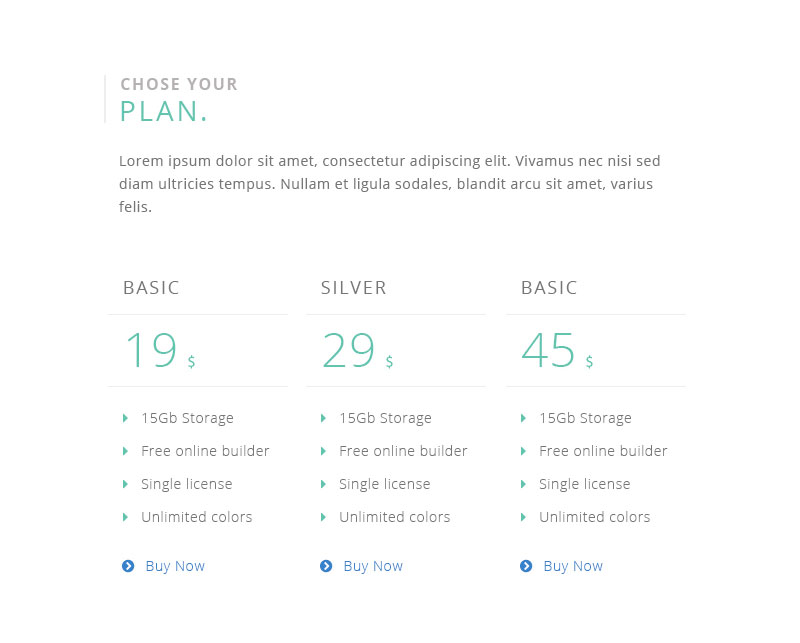 CHOSE YOUR
PLAN.
Lorem ipsum dolor sit amet, consectetur adipiscing elit. Vivamus nec nisi sed
diam ultricies tempus. Nullam et ligula sodales, blandit arcu sit amet, varius
felis.
BASIC
19 $
15Gb Storage
Free online builder
Single license
Unlimited colors
Buy Now
SILVER
29 $
15Gb Storage
Free online builder
Single license
Unlimited colors
Buy Now
BASIC
45 $
15Gb Storage
Free online builder
Single license
Unlimited colors
Buy Now